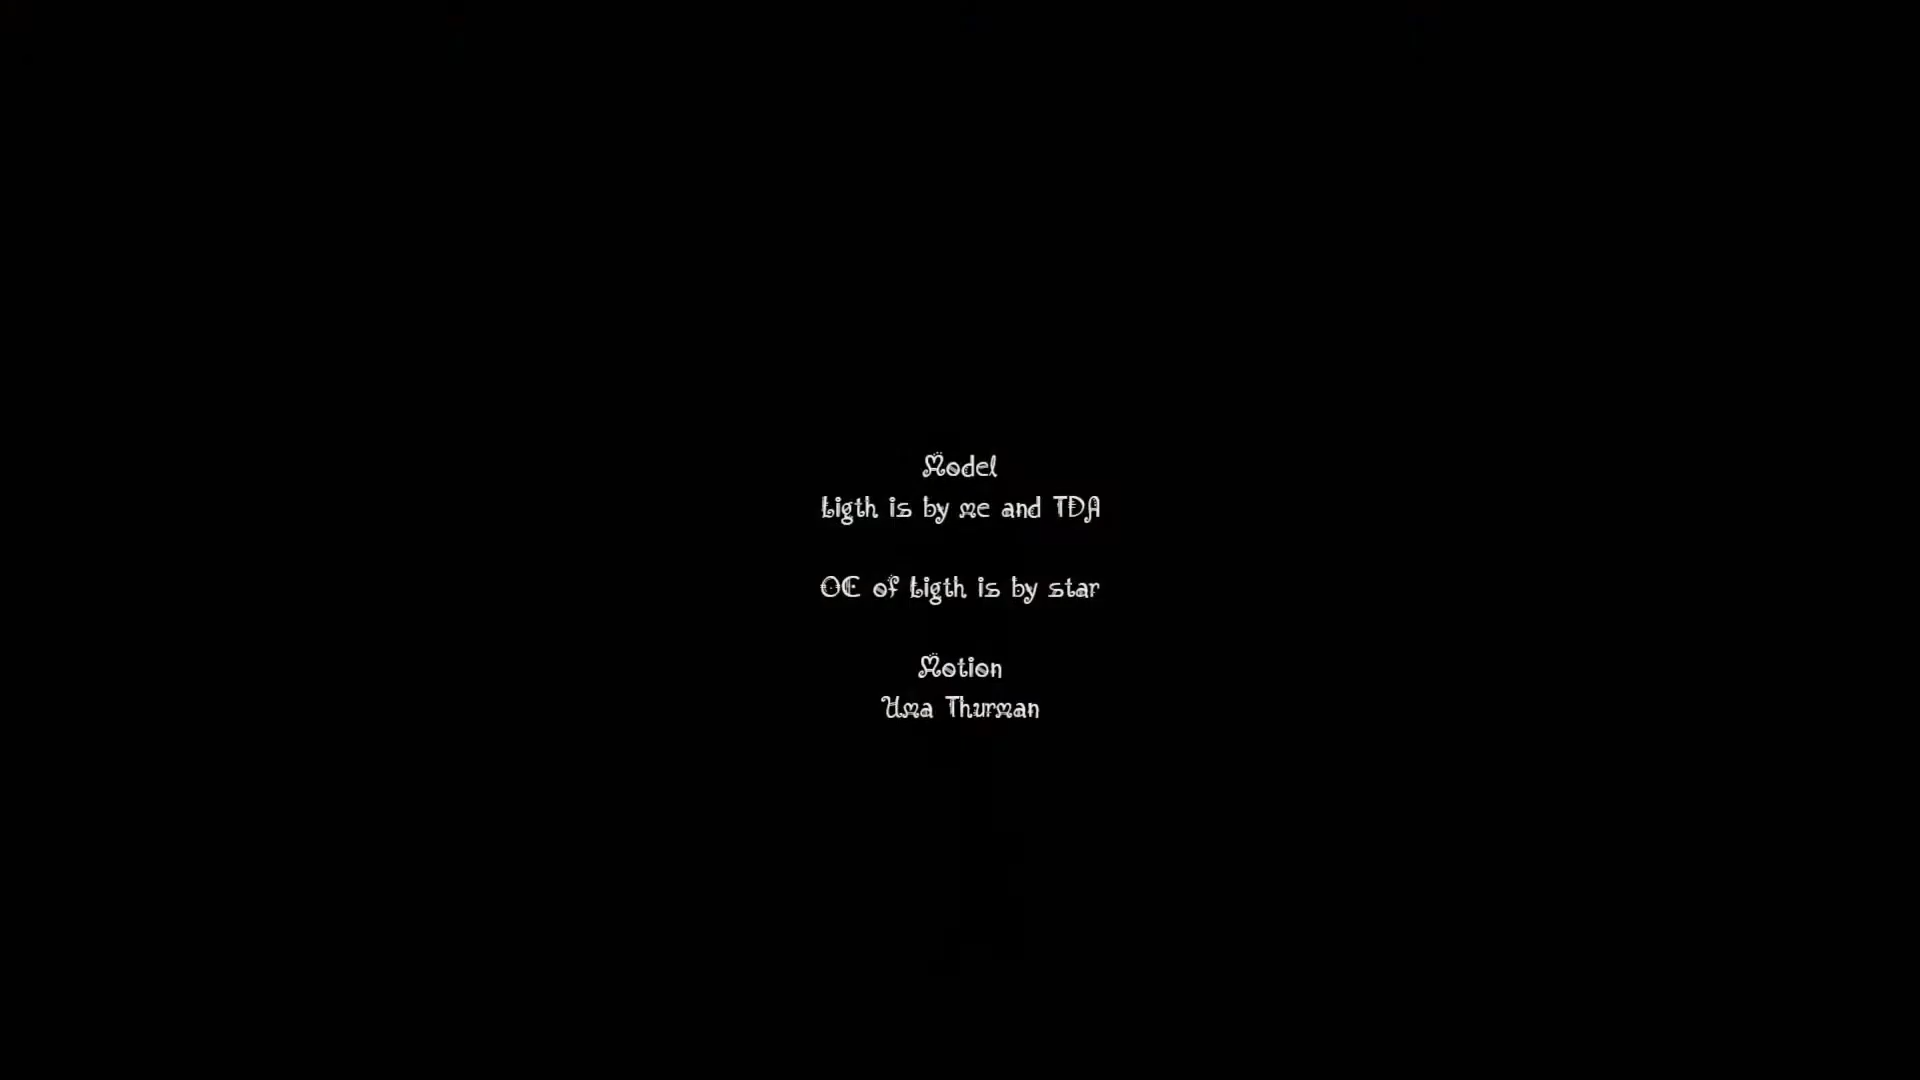 Model
Ligth is by me and TDA
OC of Ligth is by star
Motion
Uma Thurman